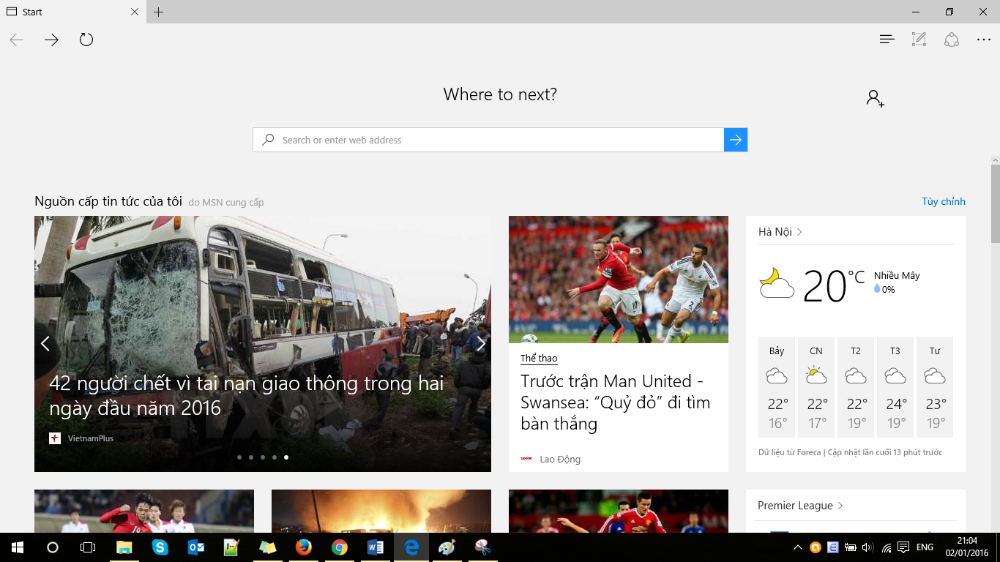 Start
Where to next?
Search or enter web address
Nguồn cấp tin tức của tôi do MSN cung cấp
Tùy chỉnh
42 người chết vì tai nạn giao thông trong hai
ngày đầu năm 2016
VietnamPlus
Thể thao
Trước trận Man United -
Swansea: “Quỷ đỏ” đi tìm
bàn thắng
Lao Động
Hà Nội
20°C
Nhiều Mây
0%
Bảy CN T2 T3 Tư
22° 22° 22° 24° 23°
16° 17° 19° 19° 19°
Dữ liệu từ Foreca | Cập nhật lần cuối 13 phút trước
Premier League
ENG
21:04
02/01/2016